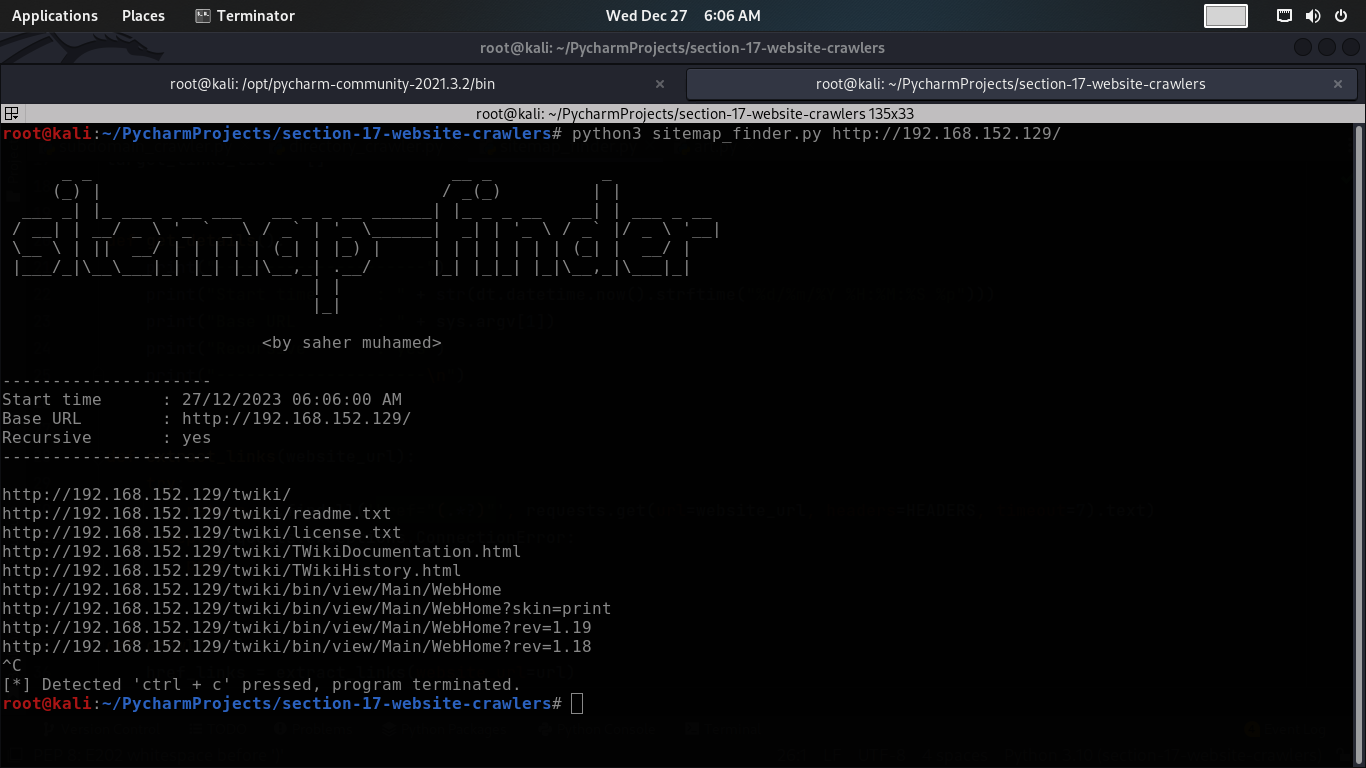 Applications Places Terminator Wed Dec 27 6:06 AM
root@kali: ~/PycharmProjects/section-17-website-crawlers
root@kali: /opt/pycharm-community-2021.3.2/bin × root@kali: ~/PycharmProjects/section-17-website-crawlers ×
root@kali: ~/PycharmProjects/section-17-website-crawlers 135x33
root@kali:~/PycharmProjects/section-17-website-crawlers# python3 sitemap_finder.py http://192.168.152.129/
sitemap-finder
<by saher muhamed>
---------------------
Start time : 27/12/2023 06:06:00 AM
Base URL : http://192.168.152.129/
Recursive : yes
---------------------
http://192.168.152.129/twiki/
http://192.168.152.129/twiki/readme.txt
http://192.168.152.129/twiki/license.txt
http://192.168.152.129/twiki/TWikiDocumentation.html
http://192.168.152.129/twiki/TWikiHistory.html
http://192.168.152.129/twiki/bin/view/Main/WebHome
http://192.168.152.129/twiki/bin/view/Main/WebHome?skin=print
http://192.168.152.129/twiki/bin/view/Main/WebHome?rev=1.19
http://192.168.152.129/twiki/bin/view/Main/WebHome?rev=1.18
^C
[*] Detected 'ctrl + c' pressed, program terminated.
root@kali:~/PycharmProjects/section-17-website-crawlers#